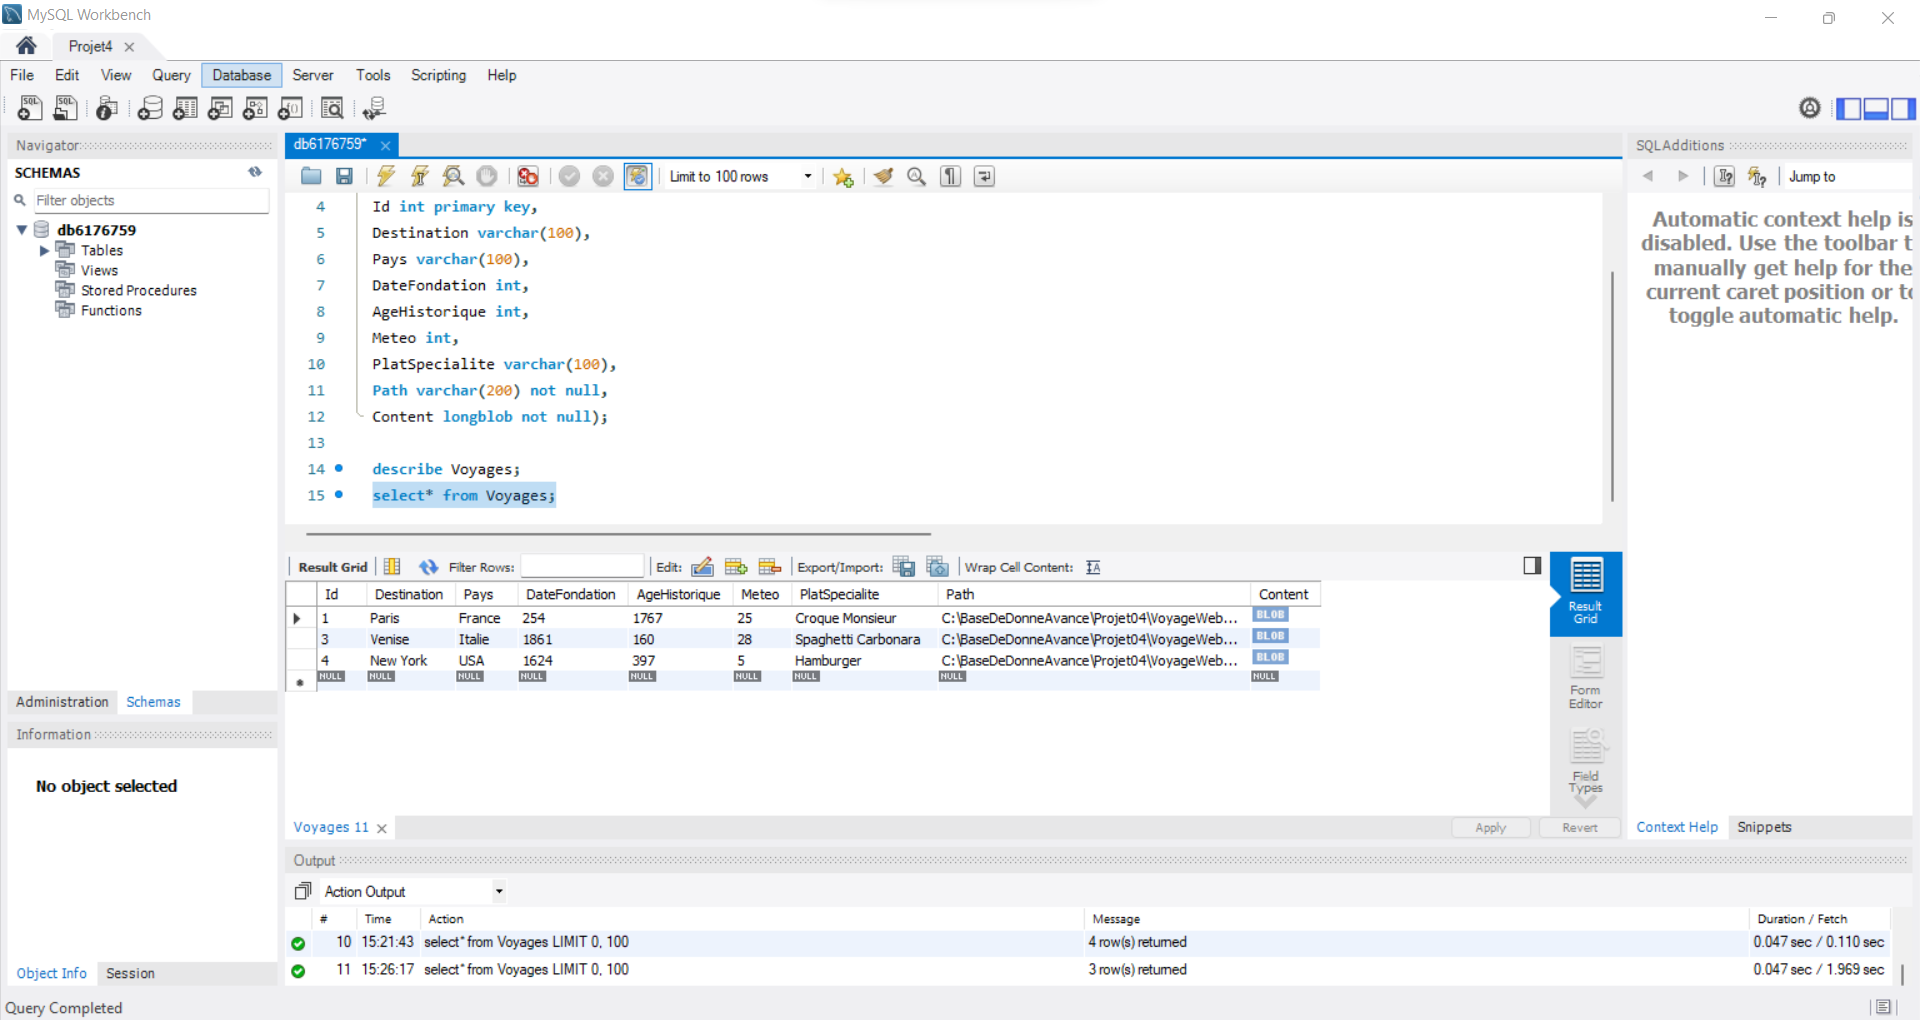 MySQL Workbench
Projet4
File Edit View Query Database Server Tools Scripting Help
Navigator
SCHEMAS
Filter objects
db6176759
Tables
Views
Stored Procedures
Functions
Administration Schemas
Information
No object selected
Object Info Session
db6176759*
Limit to 100 rows
4 Id int primary key,
5 Destination varchar(100),
6 Pays varchar(100),
7 DateFondation int,
8 AgeHistorique int,
9 Meteo int,
10 PlatSpecialite varchar(100),
11 Path varchar(200) not null,
12 Content longblob not null);
13
14 describe Voyages;
15 select* from Voyages;
Result Grid Filter Rows: Edit: Export/Import: Wrap Cell Content:
Id Destination Pays DateFondation AgeHistorique Meteo PlatSpecialite Path Content
1 Paris France 254 1767 25 Croque Monsieur C:\BaseDeDonneAvance\Projet04\VoyageWeb... BLOB
3 Venise Italie 1861 160 28 Spaghetti Carbonara C:\BaseDeDonneAvance\Projet04\VoyageWeb... BLOB
4 New York USA 1624 397 5 Hamburger C:\BaseDeDonneAvance\Projet04\VoyageWeb... BLOB
NULL NULL NULL NULL NULL NULL NULL NULL NULL
Result
Grid
Form
Editor
Field
Types
Voyages 11
Apply Revert
SQLAdditions
Jump to
Automatic context help is
disabled. Use the toolbar t
manually get help for the
current caret position or to
toggle automatic help.
Context Help Snippets
Output
Action Output
# Time Action Message Duration / Fetch
10 15:21:43 select* from Voyages LIMIT 0, 100 4 row(s) returned 0.047 sec / 0.110 sec
11 15:26:17 select* from Voyages LIMIT 0, 100 3 row(s) returned 0.047 sec / 1.969 sec
Query Completed